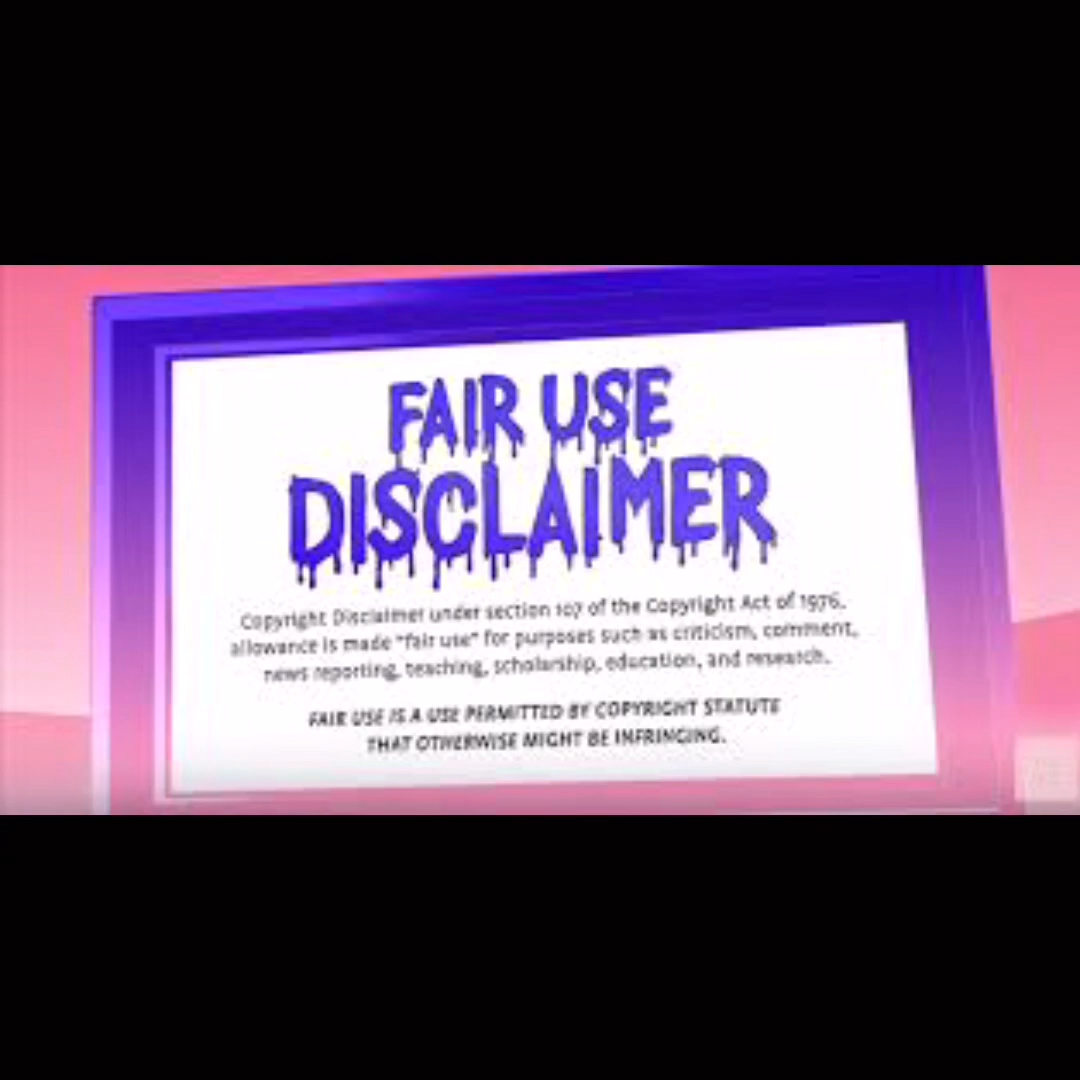 FAIR USE
DISCLAIMER
Copyright Disclaimer under section 107 of the Copyright Act of 1976,
allowance is made "fair use" for purposes such as criticism, comment,
news reporting, teaching, scholarship, education, and research.
FAIR USE IS A USE PERMITTED BY COPYRIGHT STATUTE
THAT OTHERWISE MIGHT BE INFRINGING.